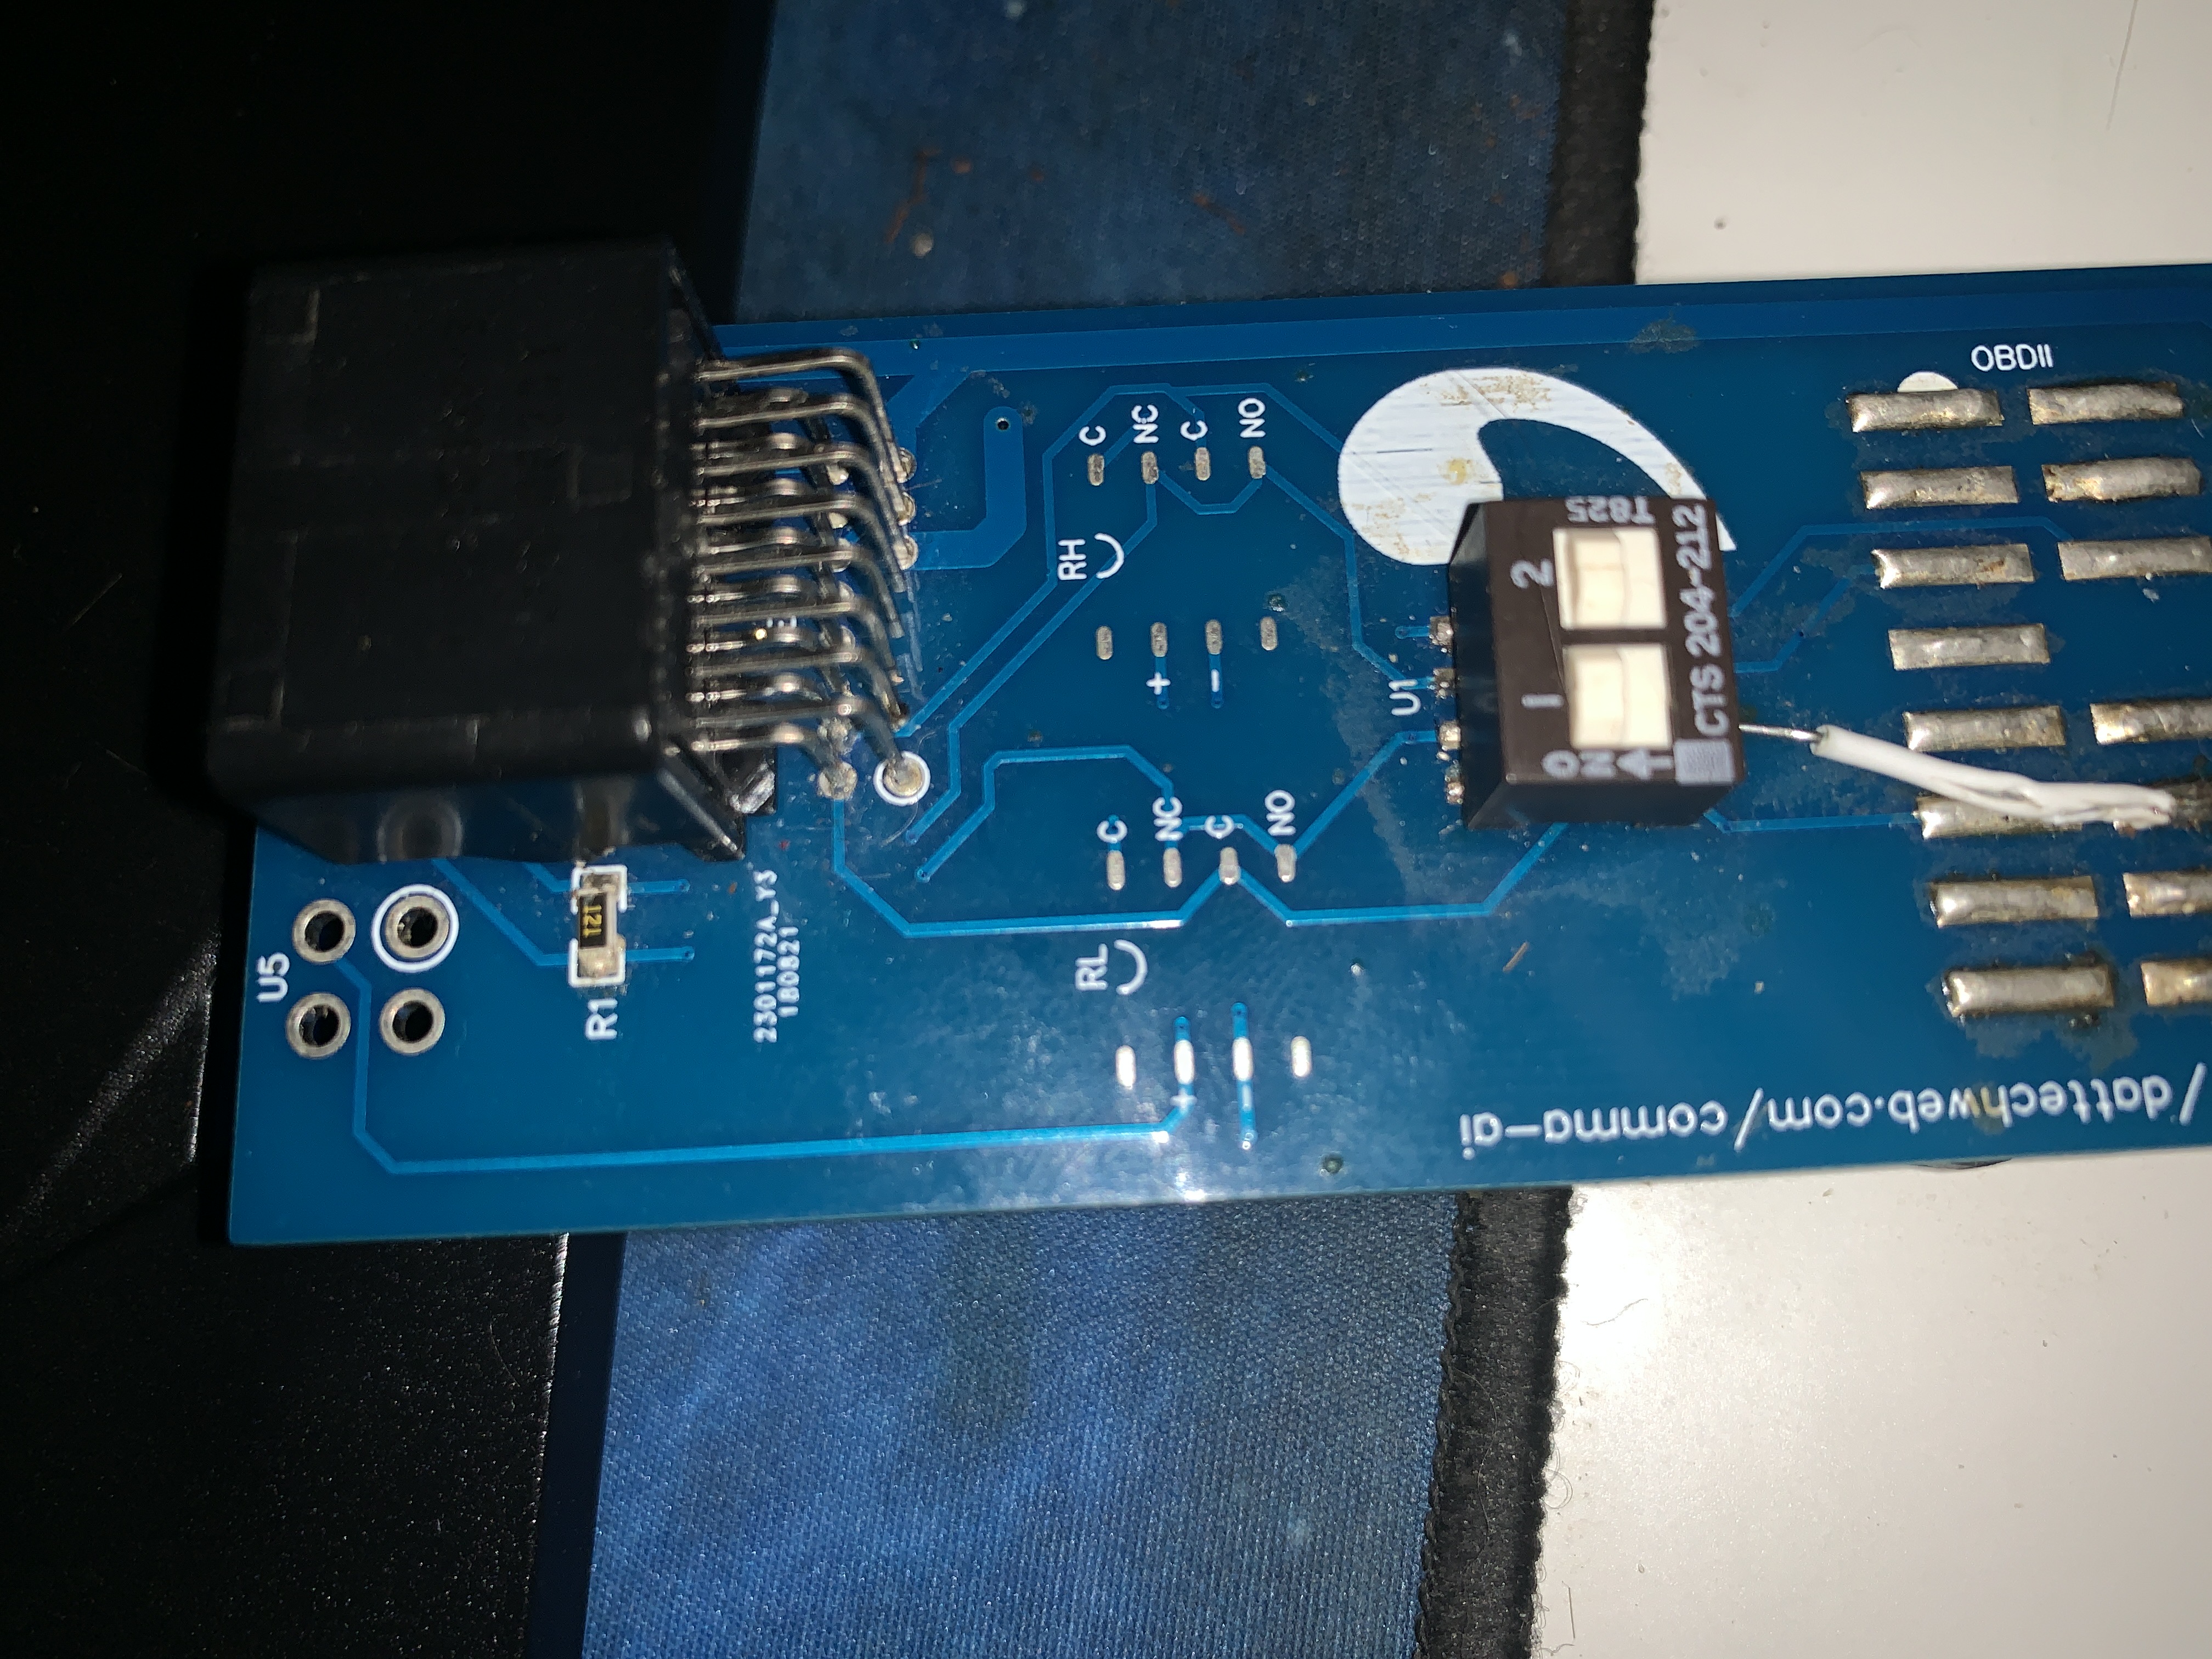 U5
R1
121
2301172A_Y3
180821
RL
C
NC
C
NO
+
-
RH
C
NC
C
NO
+
-
U1
ON
1 2
T825
CTS 204-212
/dattechweb.com/comma-ai
OBDII